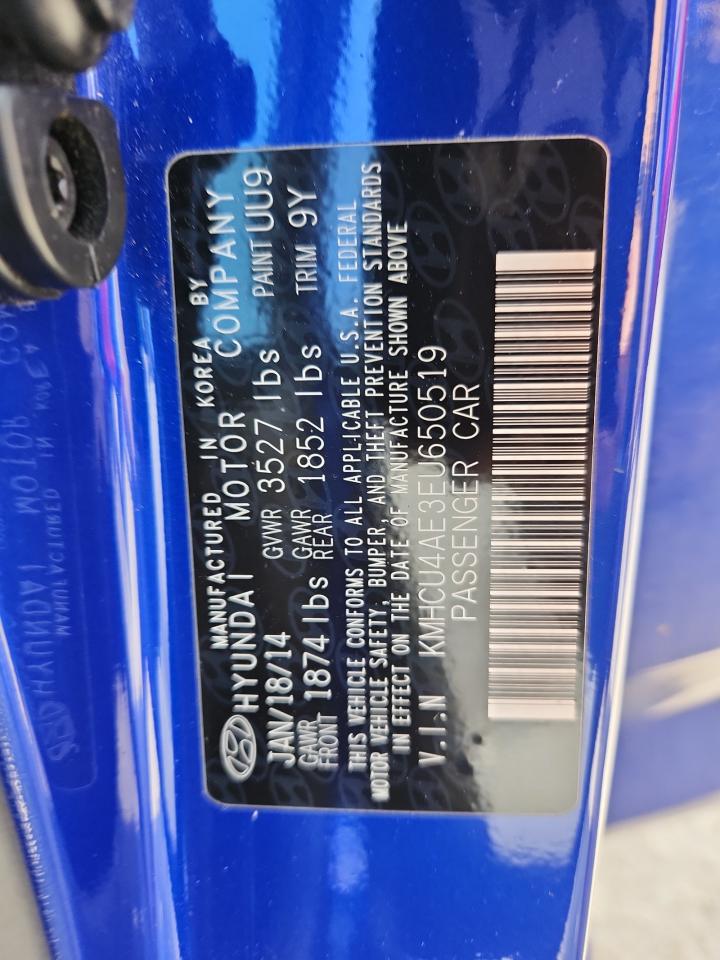 MANUFACTURED IN KOREA BY
HYUNDAI MOTOR COMPANY
JAN/18/14 GVWR 3527 lbs PAINT UU9
GAWR FRONT 1874 lbs GAWR REAR 1852 lbs TRIM 9Y
THIS VEHICLE CONFORMS TO ALL APPLICABLE U.S.A. FEDERAL
MOTOR VEHICLE SAFETY, BUMPER, AND THEFT PREVENTION STANDARDS
IN EFFECT ON THE DATE OF MANUFACTURE SHOWN ABOVE
V.I.N KMHCU4AE3EU650519
PASSENGER CAR